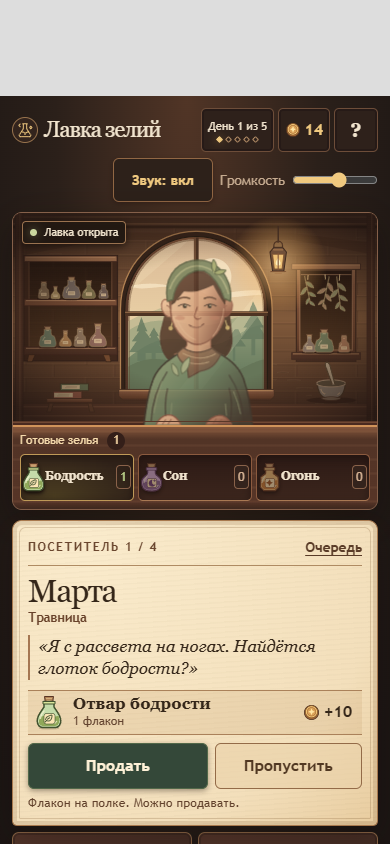 Лавка зелий
День 1 из 5
14
?
Звук: вкл
Громкость
Лавка открыта
Готовые зелья 1
Бодрость 1
Сон 0
Огонь 0
ПОСЕТИТЕЛЬ 1 / 4
Очередь
Марта
Травница
«Я с рассвета на ногах. Найдётся
глоток бодрости?»
Отвар бодрости
1 флакон
+10
Продать
Пропустить
Флакон на полке. Можно продавать.